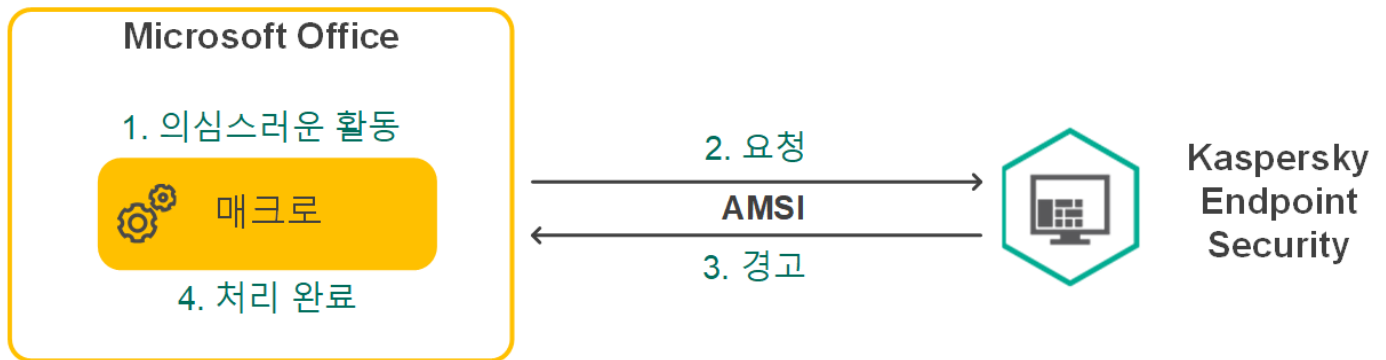 Microsoft Office
1. 의심스러운 활동
매크로
4. 처리 완료
2. 요청
AMSI
3. 경고
Kaspersky
Endpoint
Security